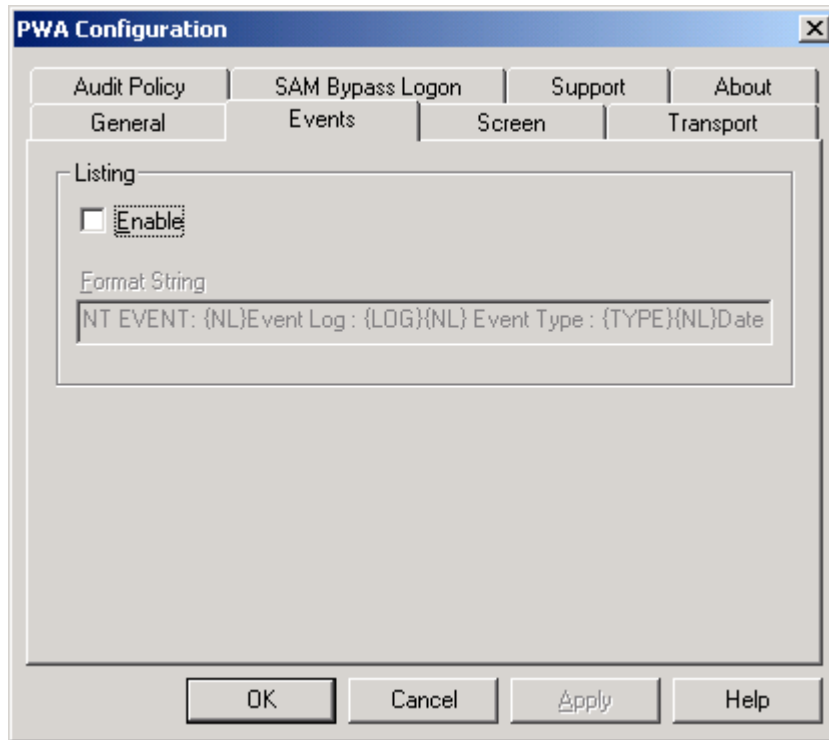 PWA Configuration
Audit Policy
SAM Bypass Logon
Support
About
General
Events
Screen
Transport
Listing
Enable
Format String
NT EVENT: {NL}Event Log : {LOG}{NL} Event Type : {TYPE}{NL}Date
OK
Cancel
Apply
Help